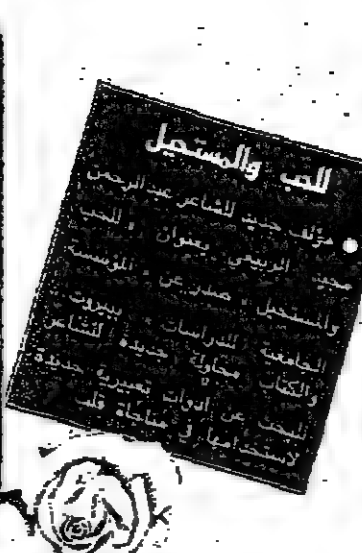 الحب والمستحيل
مؤلف جديد للشاعر عبدالرحمن
مجيد الربيعي بعنوان «الحب
والمستحيل» صدر عن «المؤسسة
الجامعية للدراسات» ببيروت
والكتاب محاولة جديدة للشاعر
للبحث عن أدوات تعبيرية جديدة
لاستخدامها في مناجاة قلب